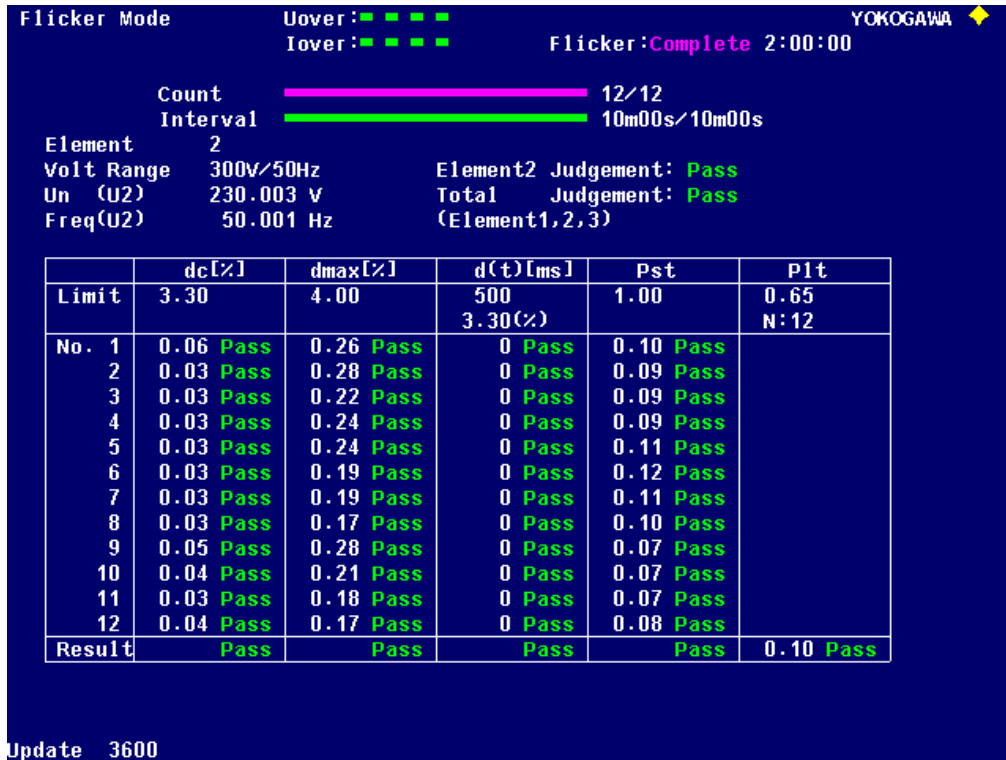 Flicker Mode Uover: YOKOGAWA
Iover: Flicker:Complete 2:00:00
Count 12/12
Interval 10m00s/10m00s
Element 2
Volt Range 300V/50Hz Element2 Judgement: Pass
Un (U2) 230.003 V Total Judgement: Pass
Freq(U2) 50.001 Hz (Element1,2,3)
dc[%] dmax[%] d(t)[ms] Pst Plt
Limit 3.30 4.00 500 1.00 0.65
3.30(%) N:12
No. 1 0.06 Pass 0.26 Pass 0 Pass 0.10 Pass
2 0.03 Pass 0.28 Pass 0 Pass 0.09 Pass
3 0.03 Pass 0.22 Pass 0 Pass 0.09 Pass
4 0.03 Pass 0.24 Pass 0 Pass 0.09 Pass
5 0.03 Pass 0.24 Pass 0 Pass 0.11 Pass
6 0.03 Pass 0.19 Pass 0 Pass 0.12 Pass
7 0.03 Pass 0.19 Pass 0 Pass 0.11 Pass
8 0.03 Pass 0.17 Pass 0 Pass 0.10 Pass
9 0.05 Pass 0.28 Pass 0 Pass 0.07 Pass
10 0.04 Pass 0.21 Pass 0 Pass 0.07 Pass
11 0.03 Pass 0.18 Pass 0 Pass 0.07 Pass
12 0.04 Pass 0.17 Pass 0 Pass 0.08 Pass
Result Pass Pass Pass Pass 0.10 Pass
Update 3600